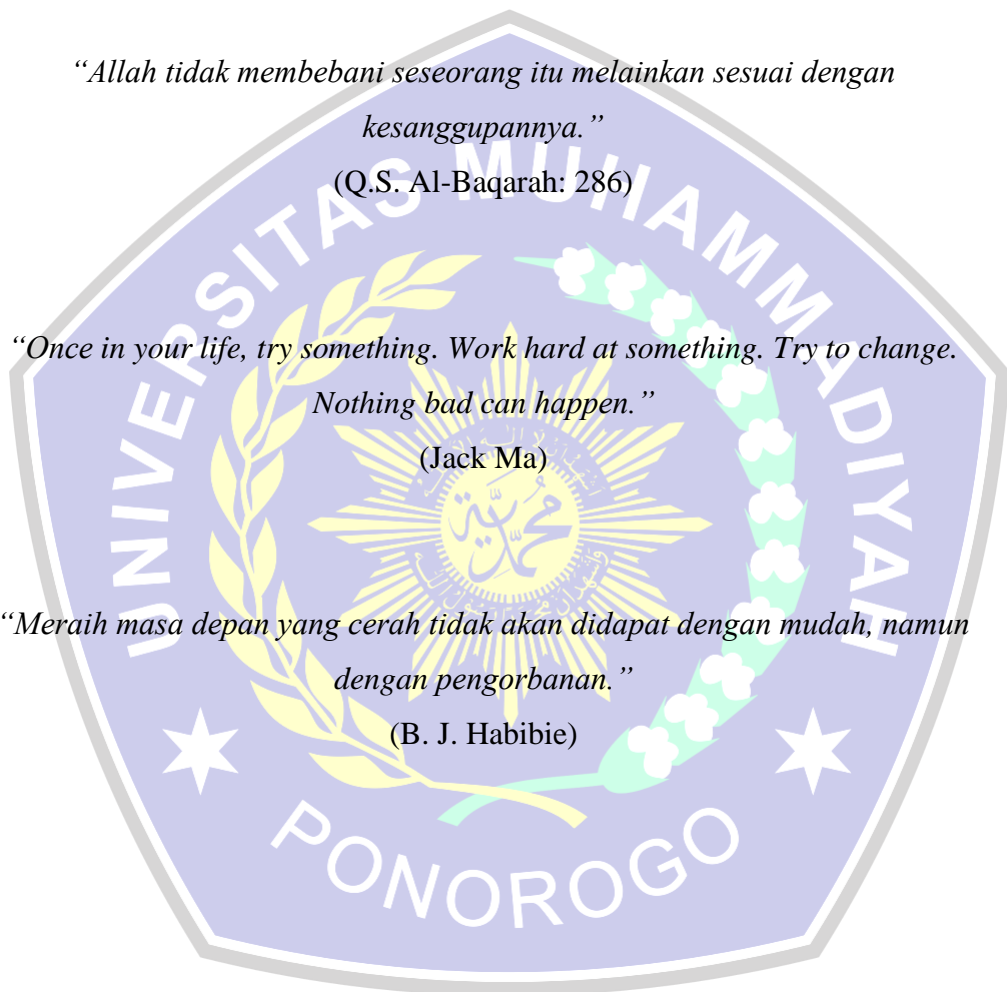 “Allah tidak membebani seseorang itu melainkan sesuai dengan
kesanggupannya.”
(Q.S. Al-Baqarah: 286)
“Once in your life, try something. Work hard at something. Try to change.
Nothing bad can happen.”
(Jack Ma)
“Meraih masa depan yang cerah tidak akan didapat dengan mudah, namun
dengan pengorbanan.”
(B. J. Habibie)
UNIVERSITAS MUHAMMADIYAH
محمدية
PONOROGO